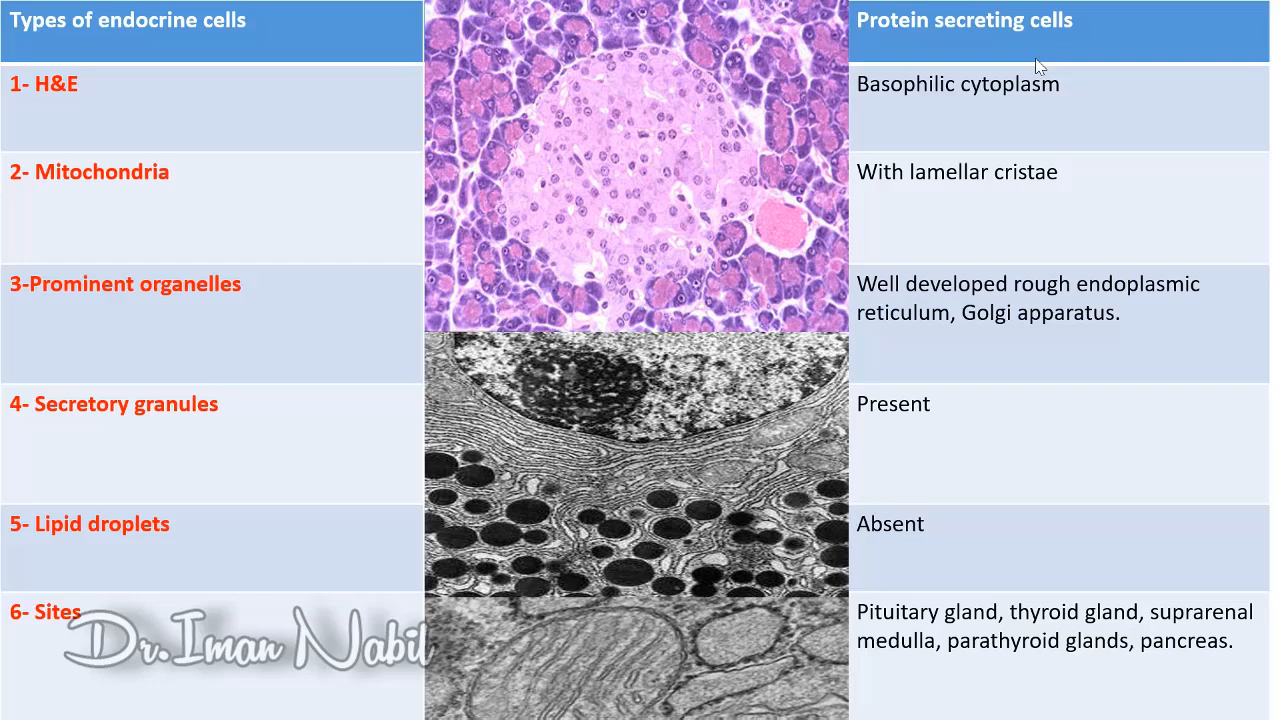 Types of endocrine cells
Protein secreting cells
1- H&E
Basophilic cytoplasm
2- Mitochondria
With lamellar cristae
3-Prominent organelles
Well developed rough endoplasmic
reticulum, Golgi apparatus.
4- Secretory granules
Present
5- Lipid droplets
Absent
6- Sites
Pituitary gland, thyroid gland, suprarenal
medulla, parathyroid glands, pancreas.
Dr.Iman Nabil